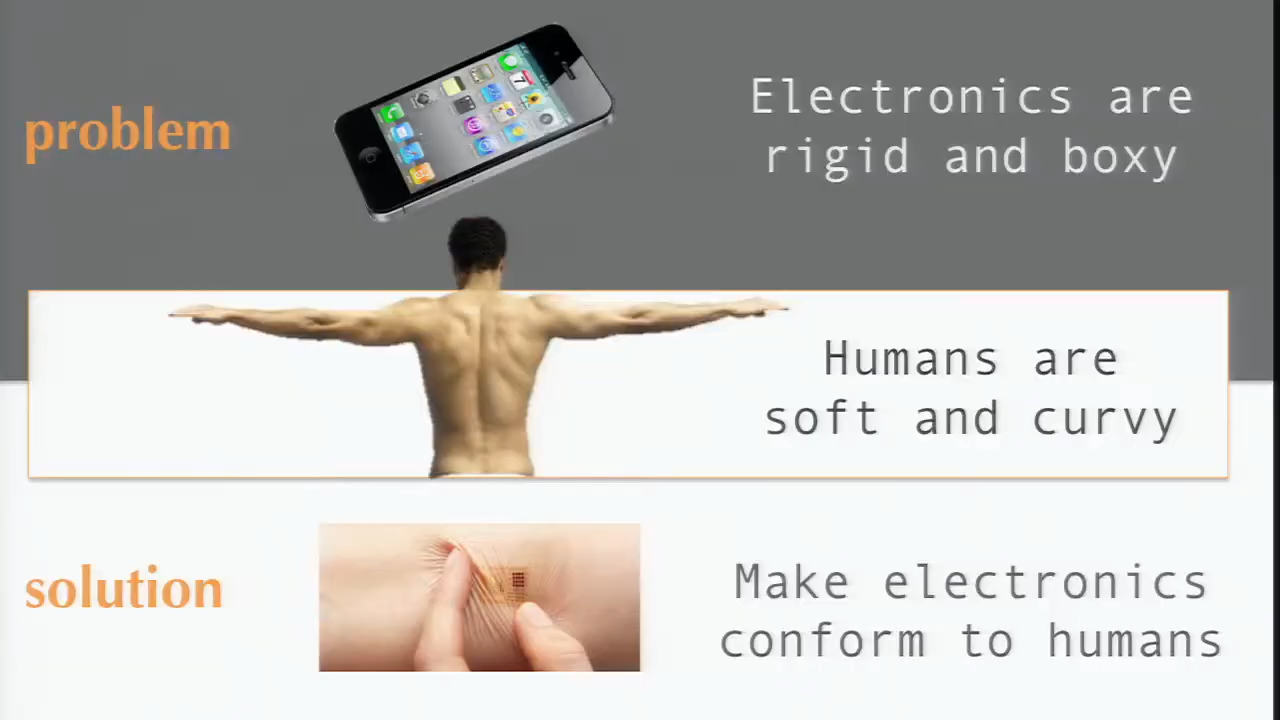 problem
Electronics are
rigid and boxy
Humans are
soft and curvy
solution
Make electronics
conform to humans